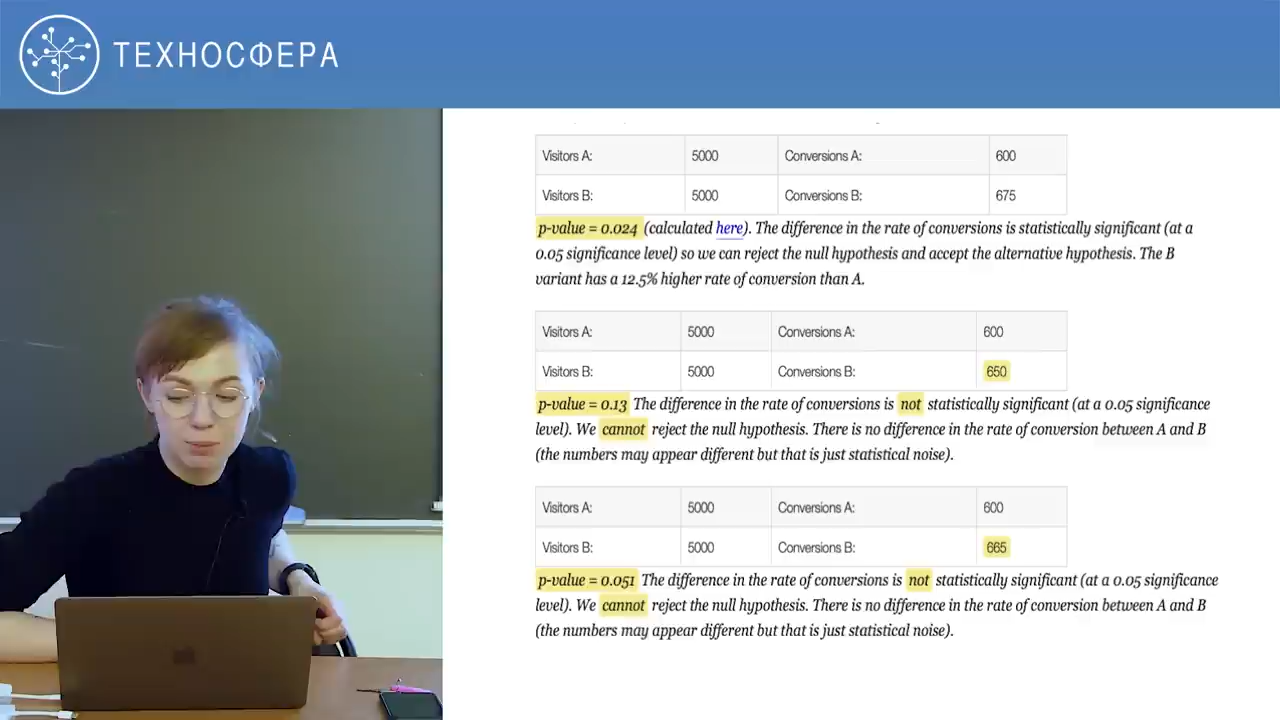 ТЕХНОСФЕРА
Visitors A: 5000 Conversions A: 600
Visitors B: 5000 Conversions B: 675
p-value = 0.024 (calculated here). The difference in the rate of conversions is statistically significant (at a
0.05 significance level) so we can reject the null hypothesis and accept the alternative hypothesis. The B
variant has a 12.5% higher rate of conversion than A.
Visitors A: 5000 Conversions A: 600
Visitors B: 5000 Conversions B: 650
p-value = 0.13 The difference in the rate of conversions is not statistically significant (at a 0.05 significance
level). We cannot reject the null hypothesis. There is no difference in the rate of conversion between A and B
(the numbers may appear different but that is just statistical noise).
Visitors A: 5000 Conversions A: 600
Visitors B: 5000 Conversions B: 665
p-value = 0.051 The difference in the rate of conversions is not statistically significant (at a 0.05 significance
level). We cannot reject the null hypothesis. There is no difference in the rate of conversion between A and B
(the numbers may appear different but that is just statistical noise).